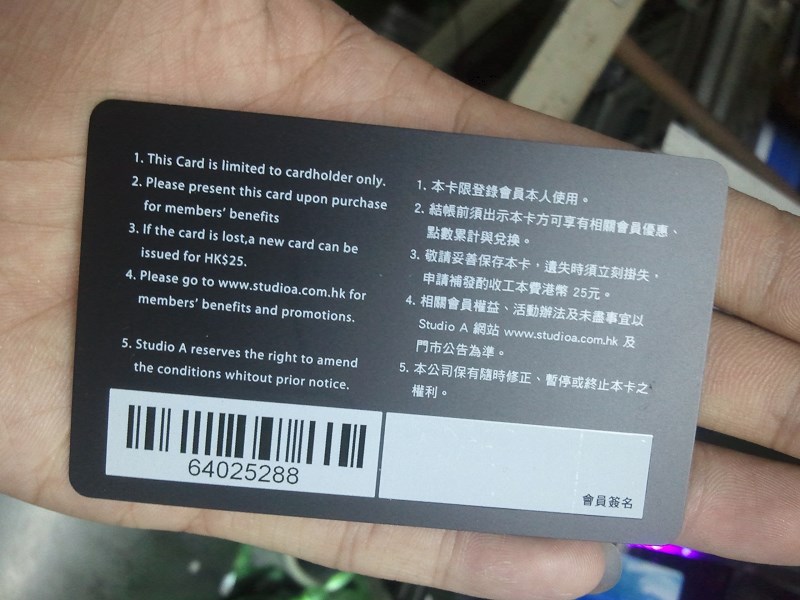 1. This Card is limited to cardholder only.
2. Please present this card upon purchase
for members' benefits
3. If the card is lost,a new card can be
issued for HK$25.
4. Please go to www.studioa.com.hk for
members' benefits and promotions.
5. Studio A reserves the right to amend
the conditions whitout prior notice.
64025288
1. 本卡限登錄會員本人使用。
2. 結帳前須出示本卡方可享有相關會員優惠、
點數累計與兌換。
3. 敬請妥善保存本卡，遺失時須立刻掛失，
申請補發酌收工本費港幣 25元。
4. 相關會員權益、活動辦法及未盡事宜以
Studio A 網站 www.studioa.com.hk 及
門市公告為準。
5. 本公司保有隨時修正、暫停或終止本卡之
權利。
會員簽名